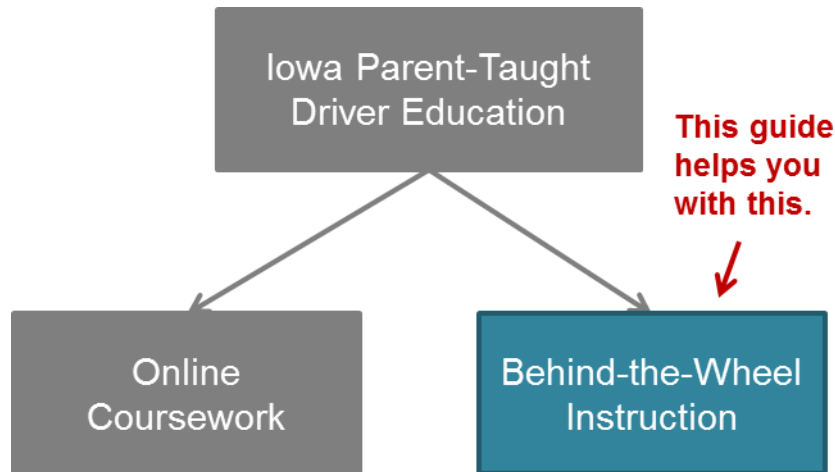 Iowa Parent-Taught
Driver Education
This guide
helps you
with this.
Online
Coursework
Behind-the-Wheel
Instruction